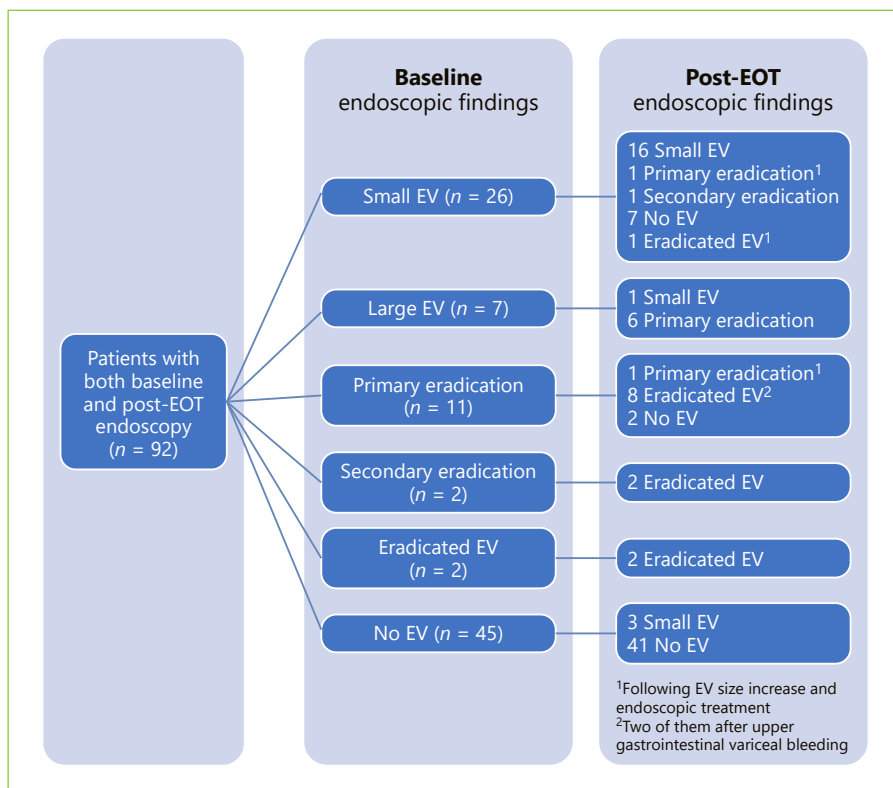 Patients with
both baseline
and post-EOT
endoscopy
(n = 92)
Baseline
endoscopic findings
Small EV (n = 26)
Large EV (n = 7)
Primary eradication
(n = 11)
Secondary eradication
(n = 2)
Eradicated EV
(n = 2)
No EV (n = 45)
Post-EOT
endoscopic findings
16 Small EV
1 Primary eradication¹
1 Secondary eradication
7 No EV
1 Eradicated EV¹
1 Small EV
6 Primary eradication
1 Primary eradication¹
8 Eradicated EV²
2 No EV
2 Eradicated EV
2 Eradicated EV
3 Small EV
41 No EV
¹Following EV size increase and
endoscopic treatment
²Two of them after upper
gastrointestinal variceal bleeding